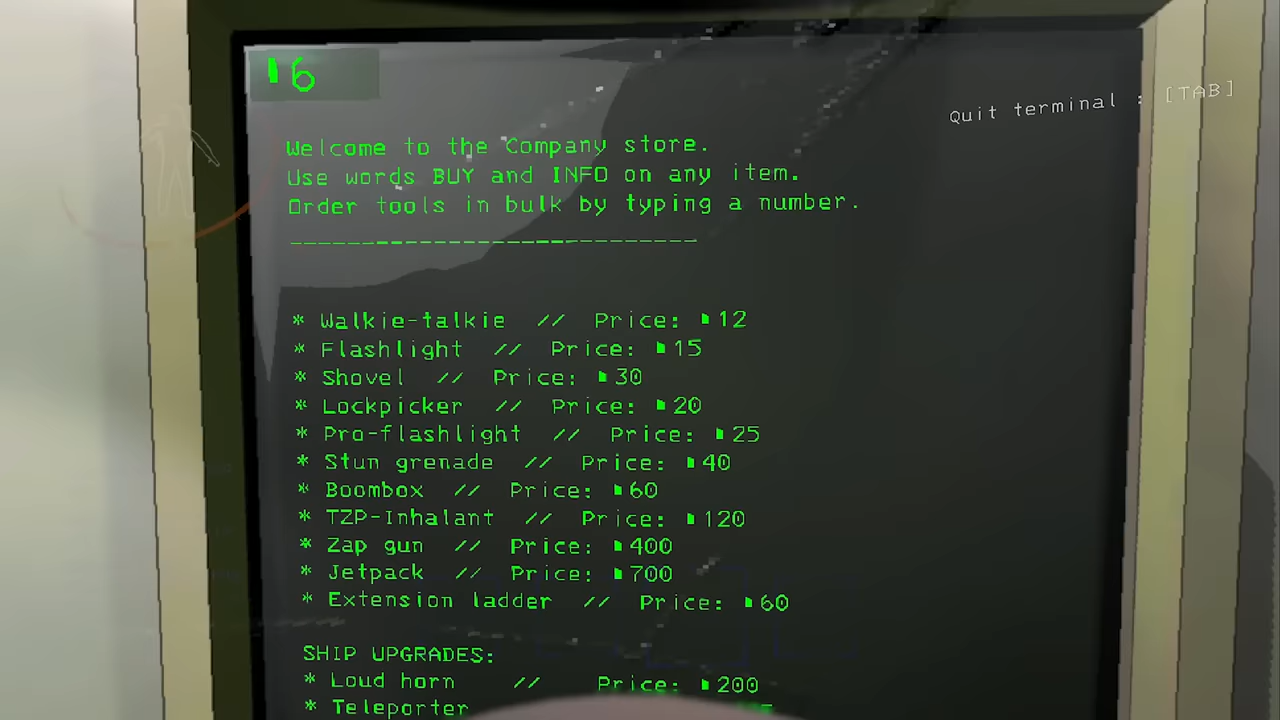 6
Quit terminal : [TAB]
Welcome to the Company store.
Use words BUY and INFO on any item.
Order tools in bulk by typing a number.
----------------------------
* Walkie-talkie // Price: ▮12
* Flashlight // Price: ▮15
* Shovel // Price: ▮30
* Lockpicker // Price: ▮20
* Pro-flashlight // Price: ▮25
* Stun grenade // Price: ▮40
* Boombox // Price: ▮60
* TZP-Inhalant // Price: ▮120
* Zap gun // Price: ▮400
* Jetpack // Price: ▮700
* Extension ladder // Price: ▮60
SHIP UPGRADES:
* Loud horn // Price: ▮200
* Teleporter